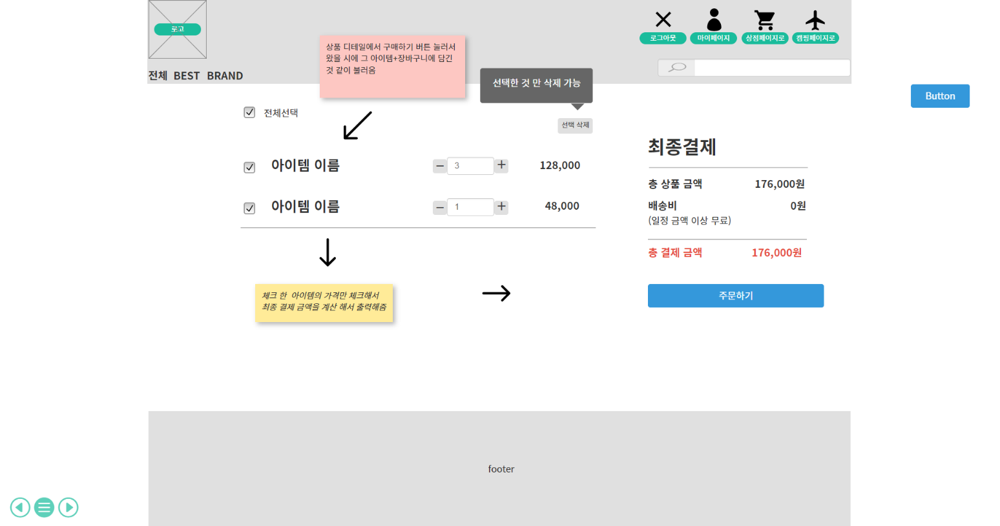 로고
로그아웃
마이페이지
상점페이지로
캠핑페이지로
전체 BEST BRAND
상품 디테일에서 구매하기 버튼 눌러서
왔을 시에 그 아이템+장바구니에 담긴
것 같이 불러옴
선택한 것 만 삭제 가능
Button
전체선택
선택 삭제
최종결제
아이템 이름
3
128,000
아이템 이름
1
48,000
총 상품 금액 176,000원
배송비 0원
(일정 금액 이상 무료)
총 결제 금액 176,000원
주문하기
체크 한 아이템의 가격만 체크해서
최종 결제 금액을 계산 해서 출력해줌
footer